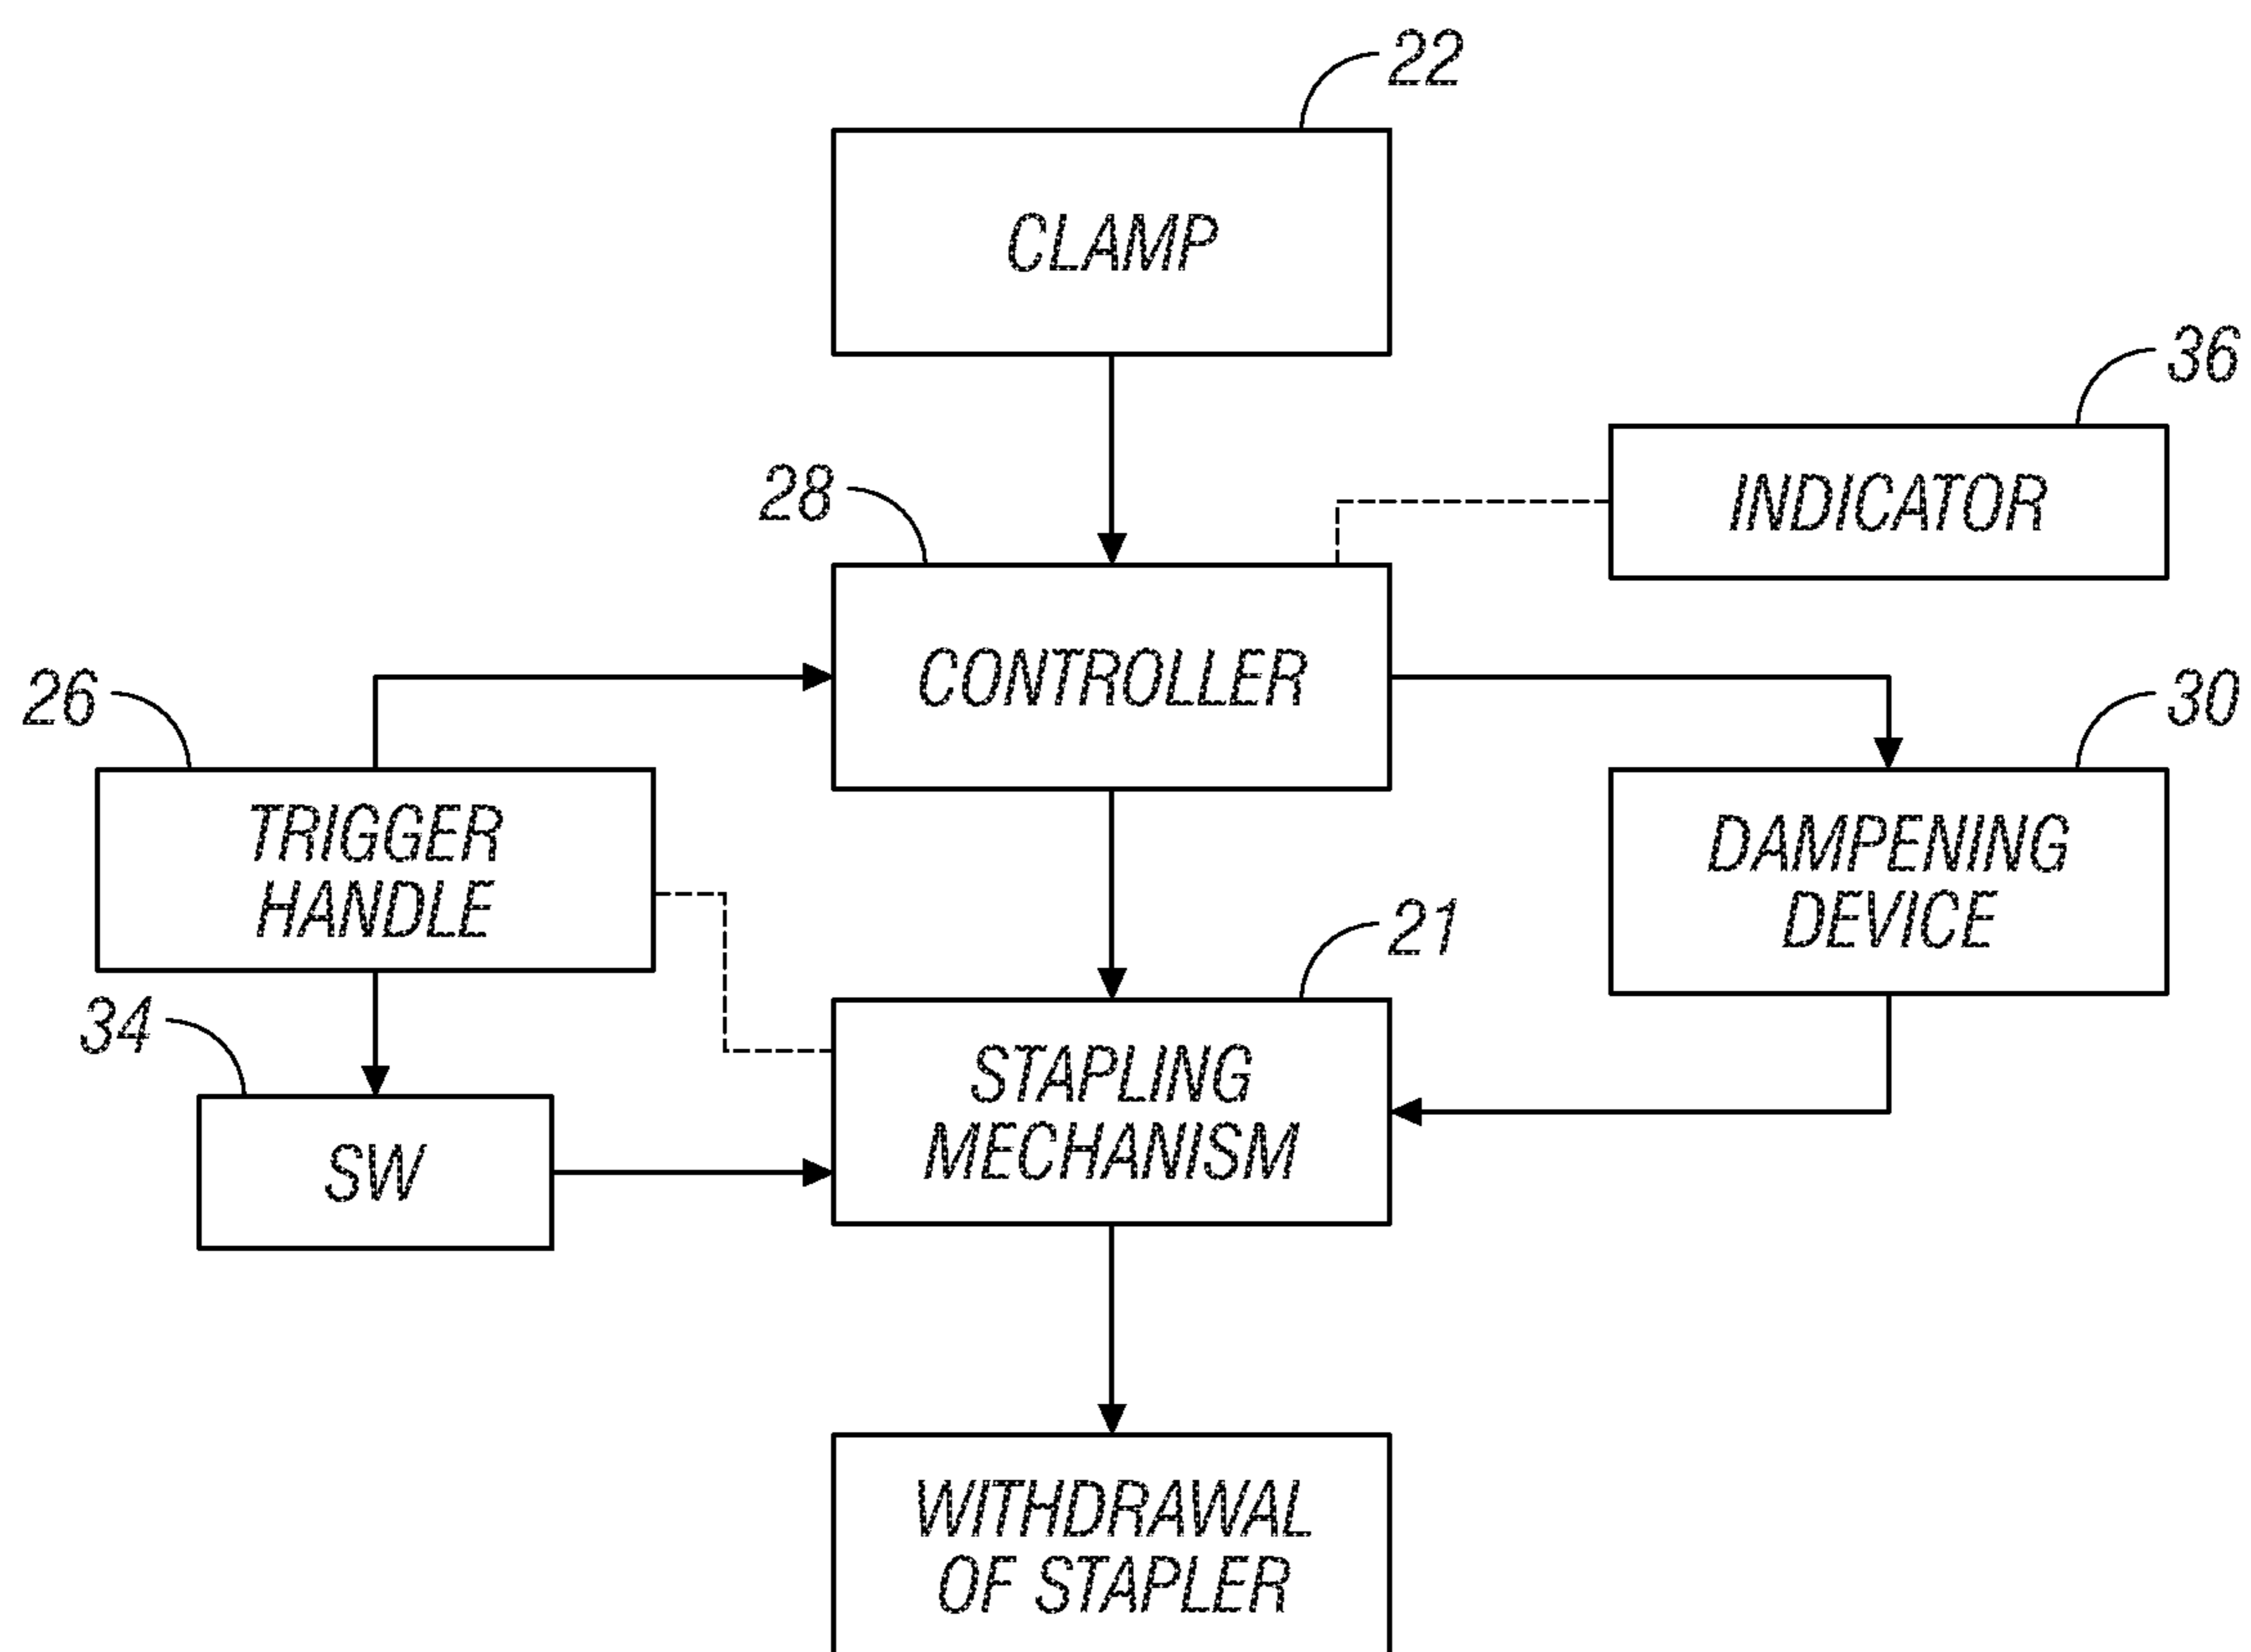 22
CLAMP
36
INDICATOR
28
CONTROLLER
26
TRIGGER
HANDLE
30
DAMPENING
DEVICE
21
STAPLING
MECHANISM
34
SW
WITHDRAWAL
OF STAPLER